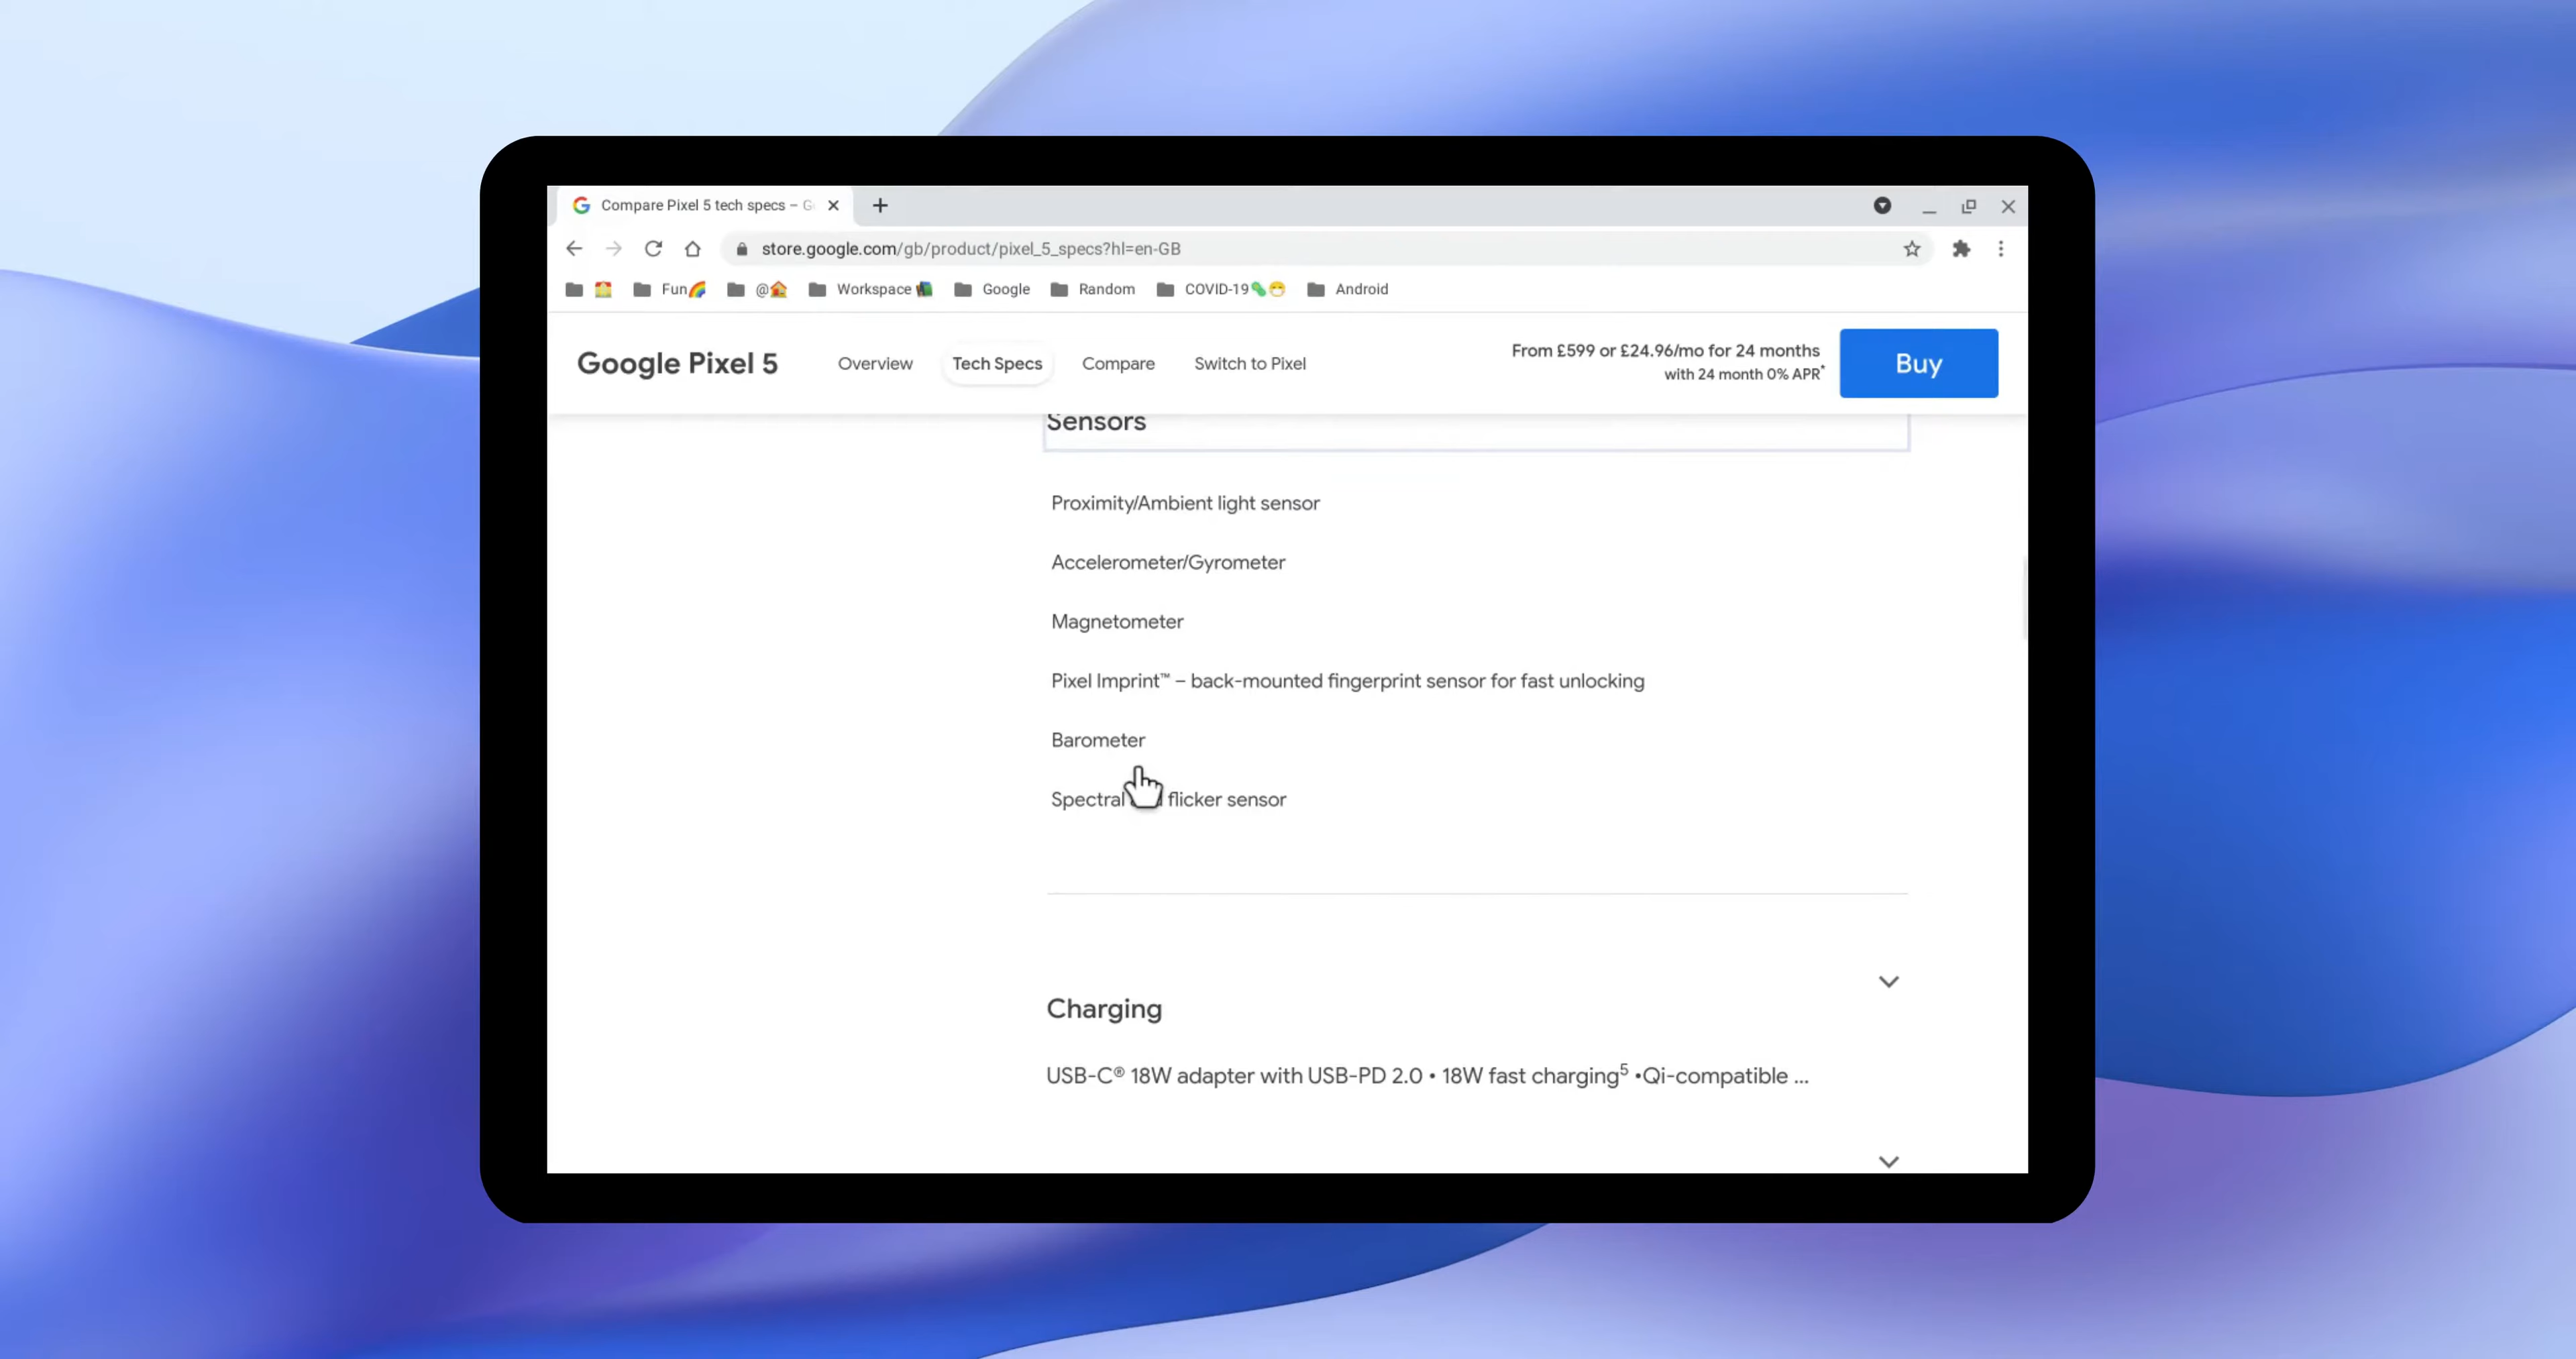 Compare Pixel 5 tech specs – G
store.google.com/gb/product/pixel_5_specs?hl=en-GB
Fun @ Workspace Google Random COVID-19 Android
Google Pixel 5 Overview Tech Specs Compare Switch to Pixel
From £599 or £24.96/mo for 24 months
with 24 month 0% APR*
Buy
Sensors
Proximity/Ambient light sensor
Accelerometer/Gyrometer
Magnetometer
Pixel Imprint™ – back-mounted fingerprint sensor for fast unlocking
Barometer
Spectral flicker sensor
Charging
USB-C® 18W adapter with USB-PD 2.0 • 18W fast charging⁵ •Qi-compatible ...